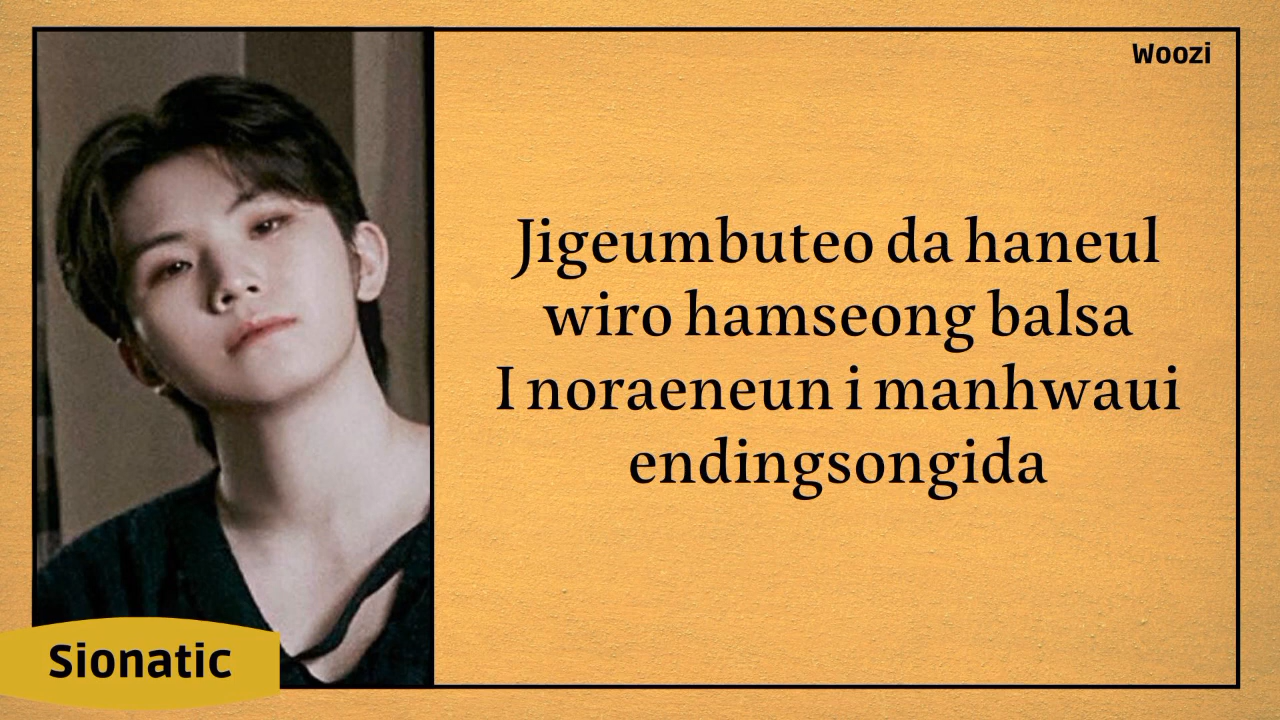 Woozi
Jigeumbuteo da haneul
wiro hamseong balsa
I noraeneun i manhwaui
endingsongida
Sionatic